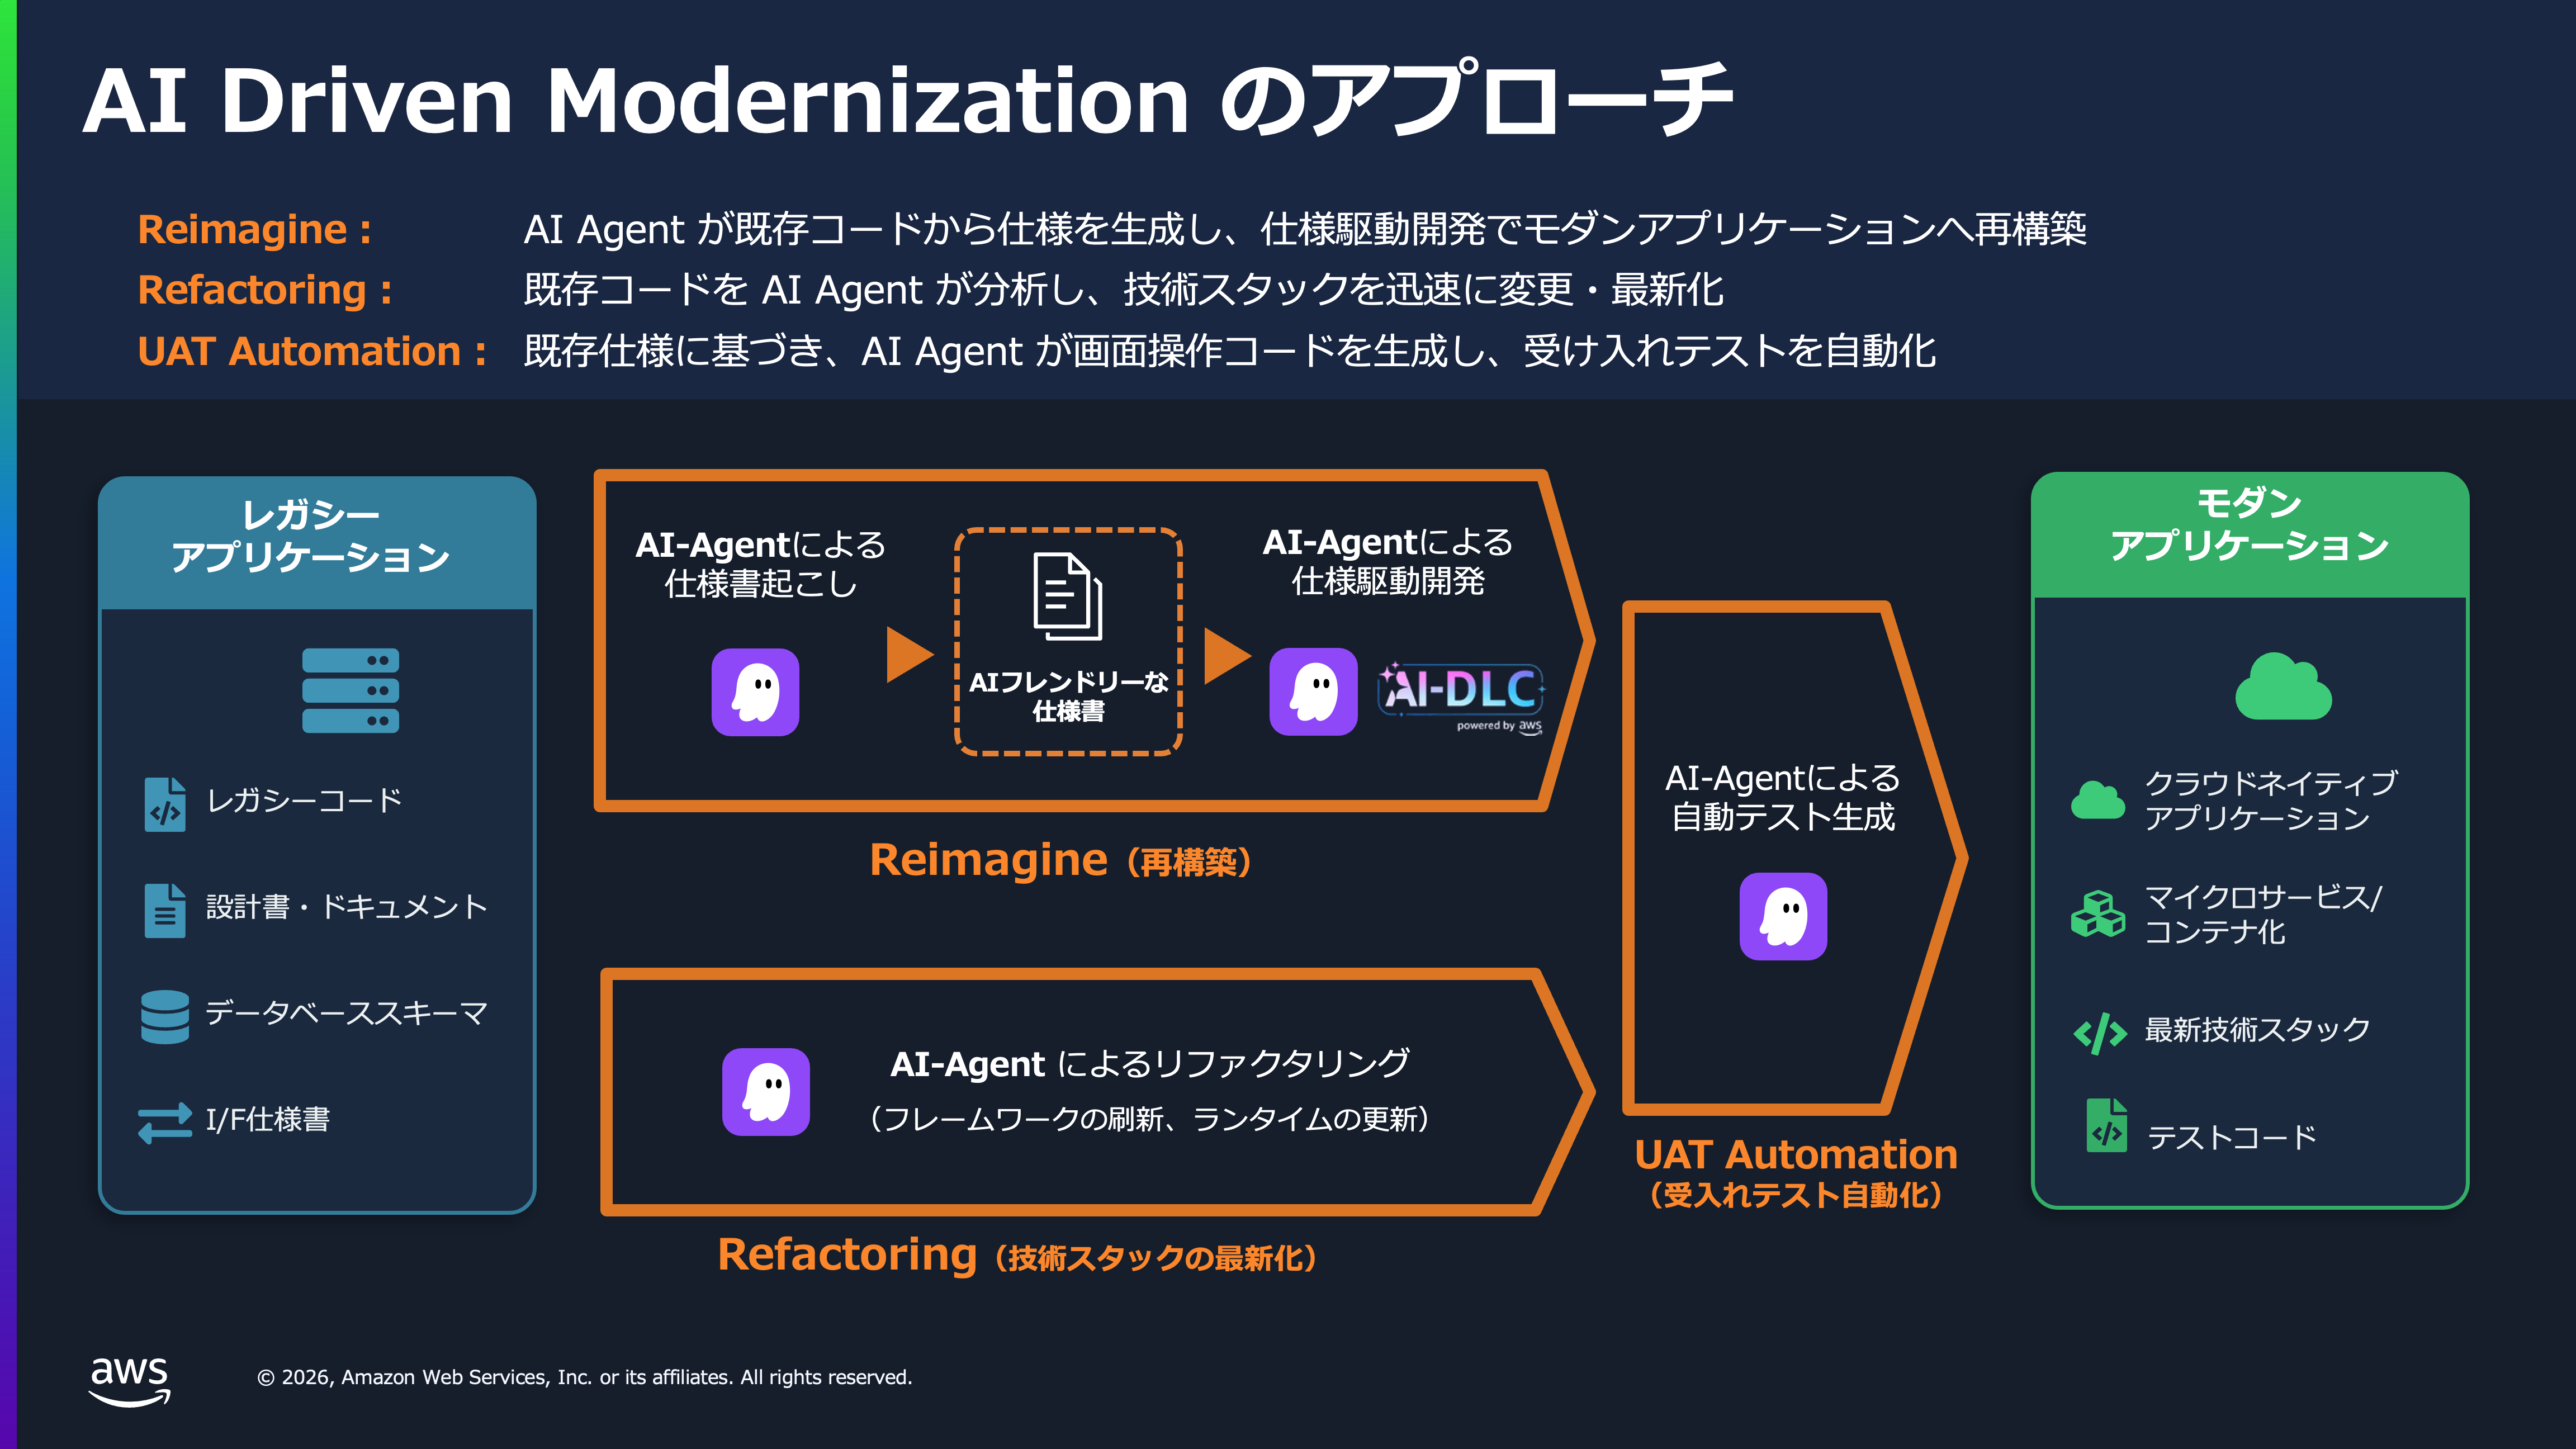 AI Driven Modernization のアプローチ
Reimagine : AI Agent が既存コードから仕様を生成し、仕様駆動開発でモダンアプリケーションへ再構築
Refactoring : 既存コードを AI Agent が分析し、技術スタックを迅速に変更・最新化
UAT Automation : 既存仕様に基づき、AI Agent が画面操作コードを生成し、受け入れテストを自動化
レガシー
アプリケーション
レガシーコード
設計書・ドキュメント
データベーススキーマ
I/F仕様書
AI-Agentによる
仕様書起こし
AIフレンドリーな
仕様書
AI-Agentによる
仕様駆動開発
AI-DLC
powered by aws
Reimagine（再構築）
AI-Agent によるリファクタリング
（フレームワークの刷新、ランタイムの更新）
Refactoring（技術スタックの最新化）
AI-Agentによる
自動テスト生成
UAT Automation
（受入れテスト自動化）
モダン
アプリケーション
クラウドネイティブ
アプリケーション
マイクロサービス/
コンテナ化
最新技術スタック
テストコード
aws
© 2026, Amazon Web Services, Inc. or its affiliates. All rights reserved.